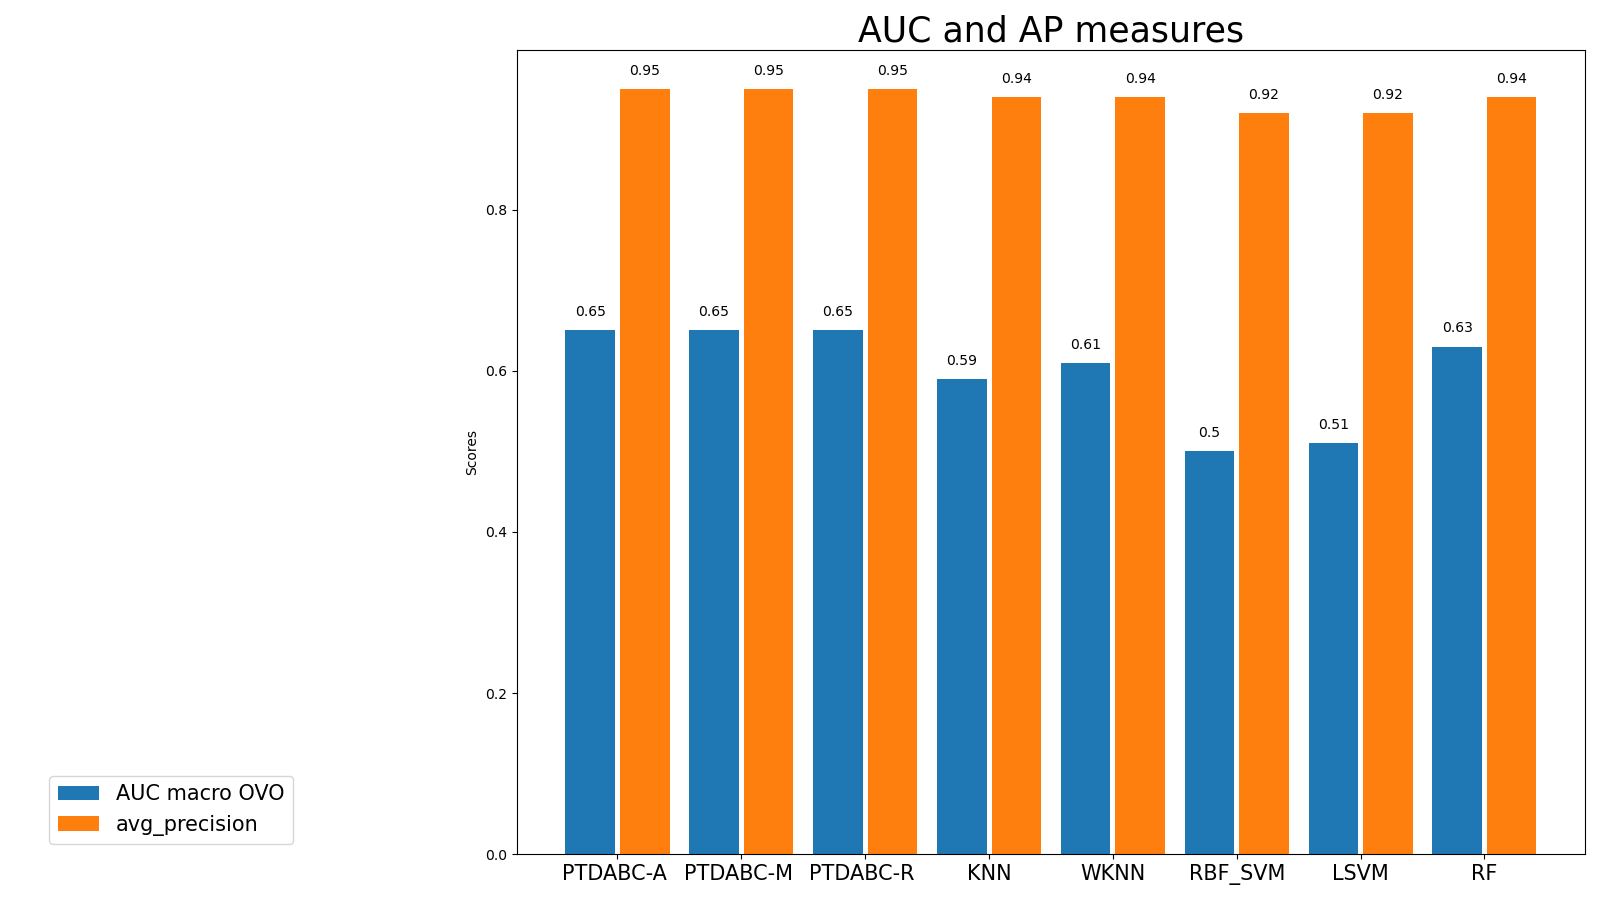 AUC and AP measures
0.95 0.95 0.95 0.94 0.94 0.92 0.92 0.94
0.65 0.65 0.65 0.59 0.61 0.5 0.51 0.63
0.8
0.6
0.4
0.2
0.0
Scores
PTDABC-A PTDABC-M PTDABC-R KNN WKNN RBF_SVM LSVM RF
AUC macro OVO
avg_precision